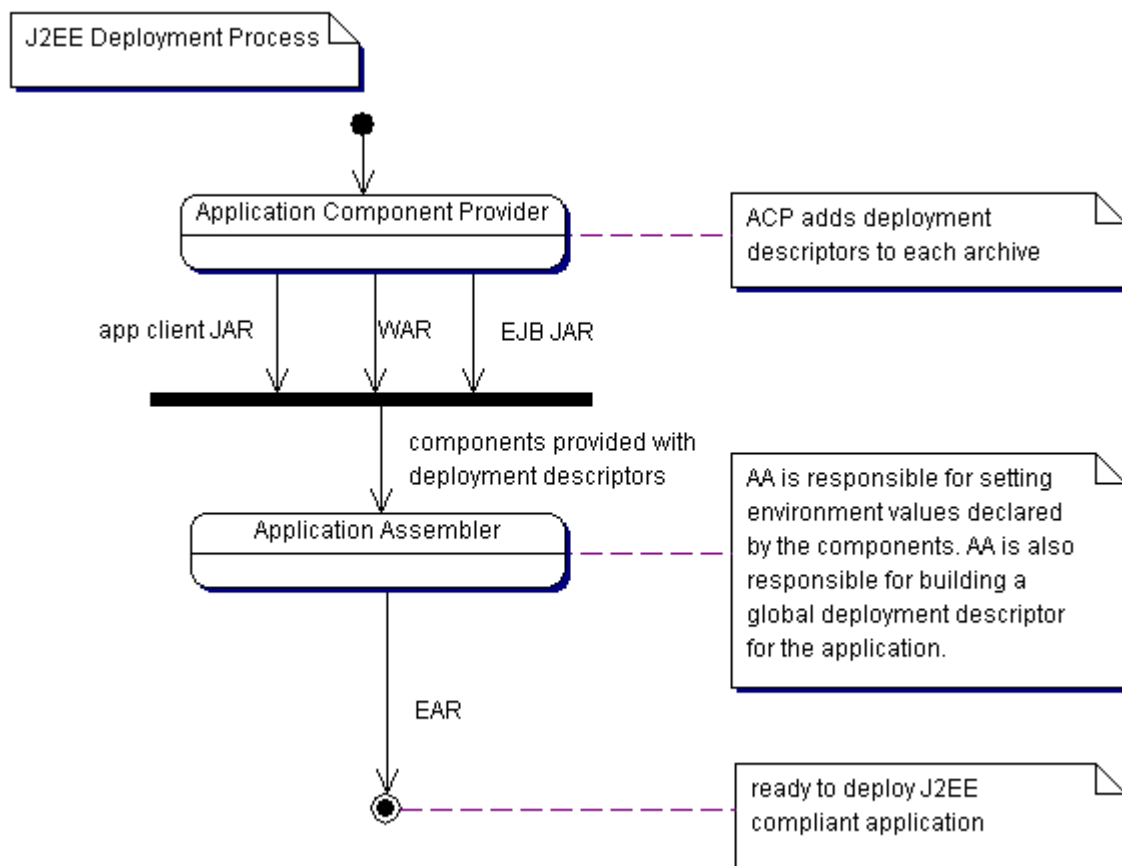 J2EE Deployment Process
Application Component Provider
ACP adds deployment
descriptors to each archive
app client JAR
WAR
EJB JAR
components provided with
deployment descriptors
Application Assembler
AA is responsible for setting
environment values declared
by the components. AA is also
responsible for building a
global deployment descriptor
for the application.
EAR
ready to deploy J2EE
compliant application